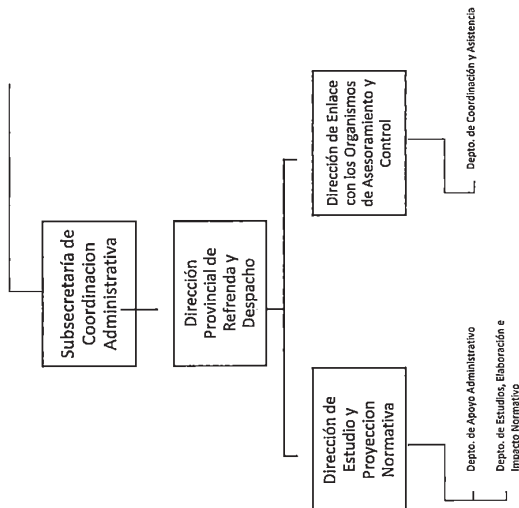 Subsecretaría de
Coordinacion
Administrativa
Dirección
Provincial de
Refrenda y
Despacho
Dirección de
Estudio y
Proyeccion
Normativa
Depto. de Apoyo Administrativo
Depto. de Estudios, Elaboración e
Impacto Normativo
Dirección de Enlace
con los Organismos
de Asesoramiento y
Control
Depto. de Coordinación y Asistencia